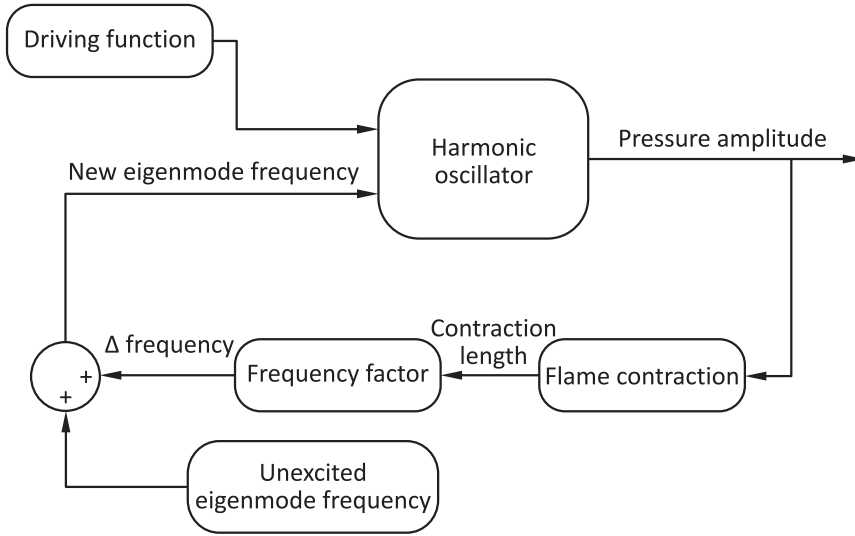 Driving function
Harmonic
oscillator
Pressure amplitude
New eigenmode frequency
Δ frequency
Frequency factor
Contraction
length
Flame contraction
+
+
Unexcited
eigenmode frequency